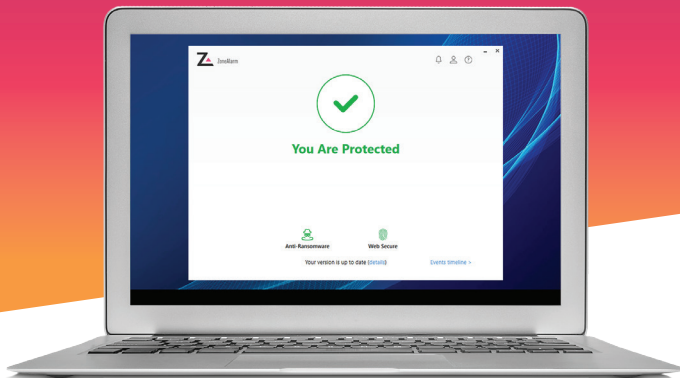 ZoneAlarm
You Are Protected
Anti-Ransomware
Web Secure
Your version is up to date (details)
Events timeline >